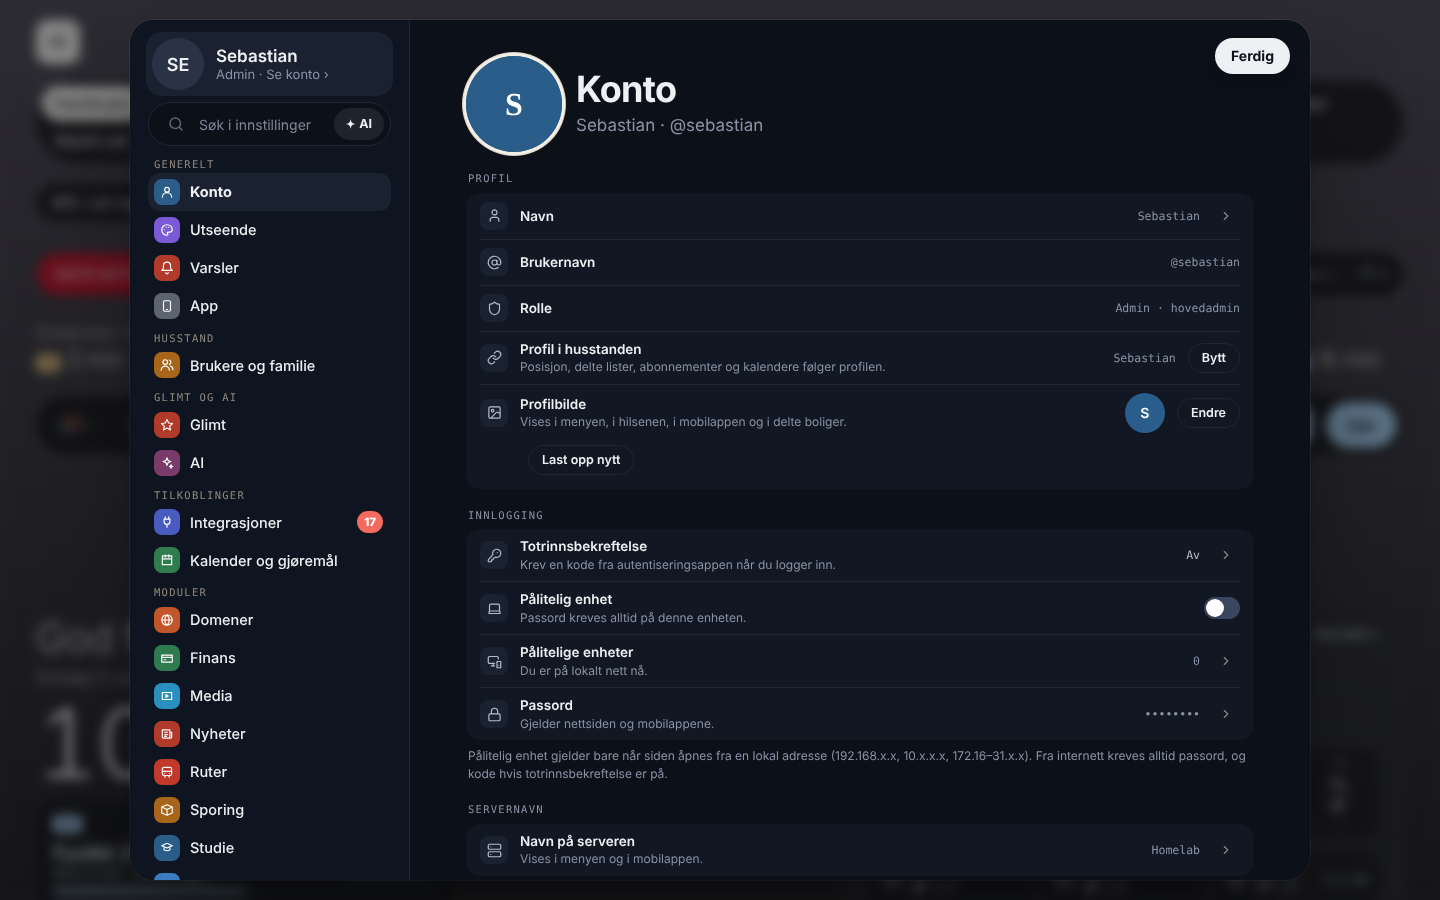 SE
Sebastian
Admin · Se konto ›
Søk i innstillinger
✦ AI
GENERELT
Konto
Utseende
Varsler
App
HUSSTAND
Brukere og familie
GLIMT OG AI
Glimt
AI
TILKOBLINGER
Integrasjoner
17
Kalender og gjøremål
MODULER
Domener
Finans
Media
Nyheter
Ruter
Sporing
Studie
Ferdig
S
Konto
Sebastian · @sebastian
PROFIL
Navn
Sebastian
Brukernavn
@sebastian
Rolle
Admin · hovedadmin
Profil i husstanden
Posisjon, delte lister, abonnementer og kalendere følger profilen.
Sebastian
Bytt
Profilbilde
Vises i menyen, i hilsenen, i mobilappen og i delte boliger.
S
Endre
Last opp nytt
INNLOGGING
Totrinnsbekreftelse
Krev en kode fra autentiseringsappen når du logger inn.
Av
Pålitelig enhet
Passord kreves alltid på denne enheten.
Pålitelige enheter
Du er på lokalt nett nå.
0
Passord
Gjelder nettsiden og mobilappene.
••••••••
Pålitelig enhet gjelder bare når siden åpnes fra en lokal adresse (192.168.x.x, 10.x.x.x, 172.16–31.x.x). Fra internett kreves alltid passord, og
kode hvis totrinnsbekreftelse er på.
SERVERNAVN
Navn på serveren
Vises i menyen og i mobilappen.
Homelab
God
10